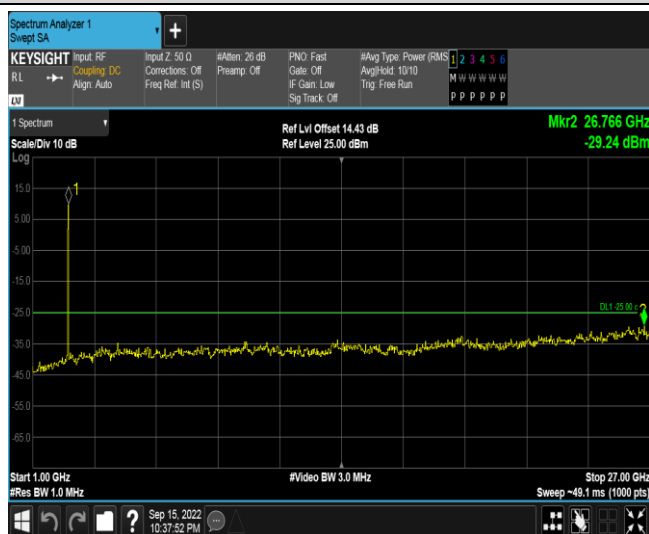 Spectrum Analyzer 1
Swept SA
+
KEYSIGHT
RL
LXI
Input: RF
Coupling: DC
Align: Auto
Input Z: 50 Ω
Corrections: Off
Freq Ref: Int (S)
#Atten: 26 dB
Preamp: Off
PNO: Fast
Gate: Off
IF Gain: Low
Sig Track: Off
#Avg Type: Power (RMS
Avg|Hold: 10/10
Trig: Free Run
1 2 3 4 5 6
M W W W W W
P P P P P P
1 Spectrum
Scale/Div 10 dB
Ref Lvl Offset 14.43 dB
Ref Level 25.00 dBm
Mkr2 26.766 GHz
-29.24 dBm
Log
15.0
5.00
-5.00
-15.0
-25.0
-35.0
-45.0
-55.0
-65.0
1
DL1 -25.00 c
2
Start 1.00 GHz
#Res BW 1.0 MHz
#Video BW 3.0 MHz
Stop 27.00 GHz
Sweep ~49.1 ms (1000 pts)
?
Sep 15, 2022
10:37:52 PM